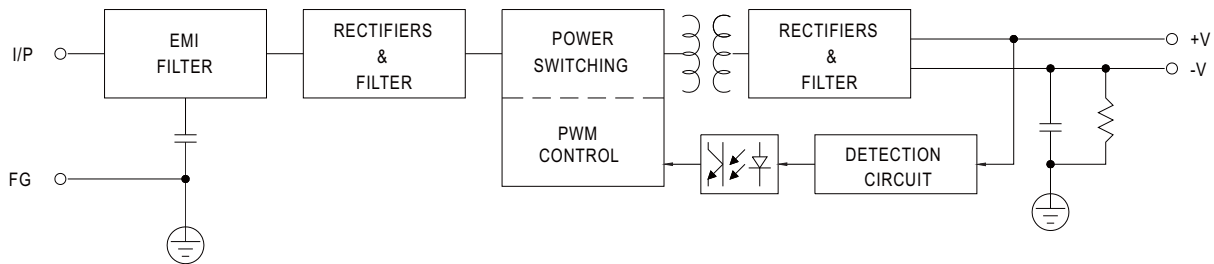 I/P
EMI
FILTER
RECTIFIERS
&
FILTER
POWER
SWITCHING
PWM
CONTROL
RECTIFIERS
&
FILTER
+V
-V
DETECTION
CIRCUIT
FG